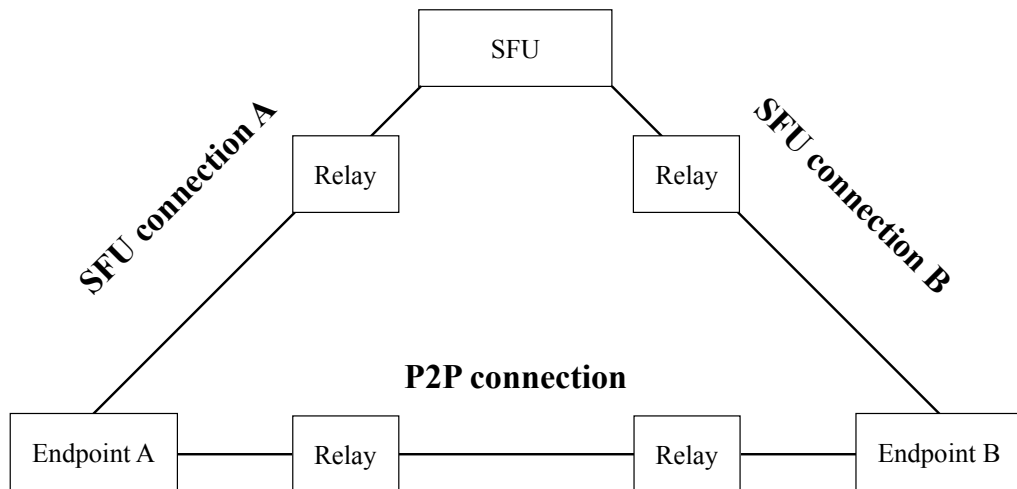 SFU
SFU connection A
SFU connection B
Relay
Relay
P2P connection
Endpoint A
Relay
Relay
Endpoint B